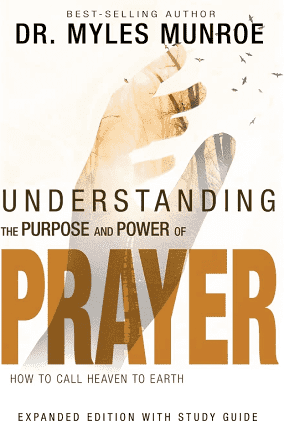 BEST-SELLING AUTHOR
DR. MYLES MUNROE
UNDERSTANDING
THE PURPOSE AND POWER OF
PRAYER
HOW TO CALL HEAVEN TO EARTH
EXPANDED EDITION WITH STUDY GUIDE